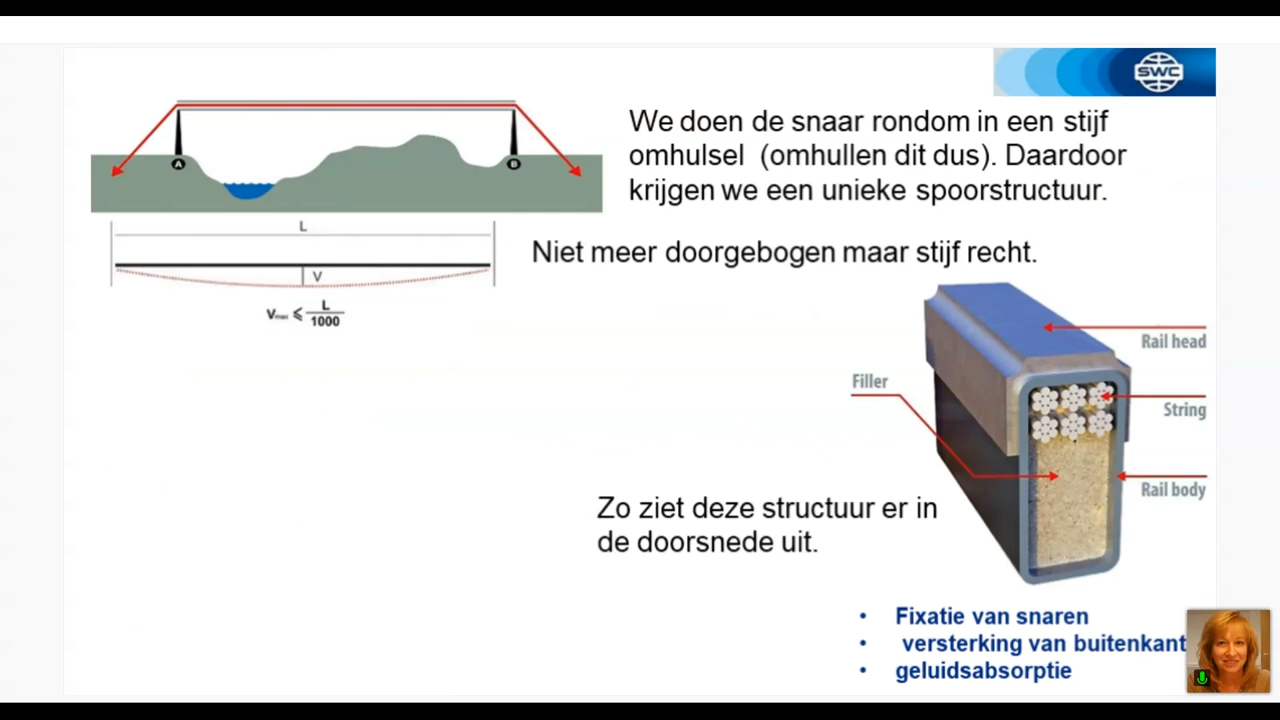 SWC
We doen de snaar rondom in een stijf
omhulsel (omhullen dit dus). Daardoor
krijgen we een unieke spoorstructuur.
A
B
L
Niet meer doorgebogen maar stijf recht.
V
Vmax ⩽ L
1000
Rail head
Filler
String
Rail body
Zo ziet deze structuur er in
de doorsnede uit.
• Fixatie van snaren
• versterking van buitenkant
• geluidsabsorptie